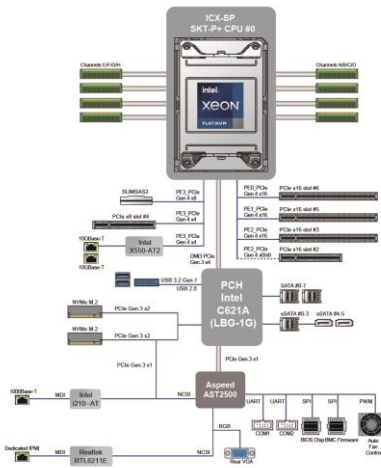 ICX-SP
SKT-P+ CPU #0
Channels E/F/G/H
Channels A/B/C/D
intel.
XEON
PLATINUM
SLIMSAS2
PE3_PCIe
Gen 4 x8
PE0_PCIe
Gen 4 x16
PCIe x16 slot #6
PCIe x8 slot #4
PE3_PCIe
Gen 4 x4
PE1_PCIe
Gen 4 x16
PCIe x16 slot #5
10GBase-T
Intel
X550-AT2
PE3_PCIe
Gen 4 x4
PE3_PCIe
Gen 4 x16
PCIe x16 slot #3
10GBase-T
DMI3 PCIe
Gen.3 x4
PE2_PCIe
PCIe x16 slot #2
USB 3.2 Gen.1
USB 2.0
PCH
Intel
C621A
(LBG-1G)
SATA #0-7
NVMe M.2
PCIe Gen.3 x2
sSATA #0-3
sSATA #4-5
NVMe M.2
PCIe Gen.3 x2
PCIe Gen.3 x1
PCIe Gen.3 x1
1000Base-T
MDI
Intel
i210-AT
NCSI
Aspeed
AST2500
UART
UART
SPI
SPI
PWM
COM1
COM2
BIOS Chip
BMC Firmware
Auto
Fan
Control
RGB
Dedicated IPMI
MDI
Realtek
RTL8211E
NCSI
Rear VGA